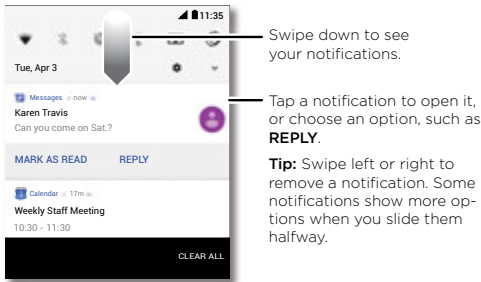 11:35
Tue, Apr 3
Messages now
Karen Travis
Can you come on Sat.?
MARK AS READ REPLY
3 Calendar 17m
Weekly Staff Meeting
10:30 - 11:30
CLEAR ALL
Swipe down to see
your notifications.
Tap a notification to open it,
or choose an option, such as
REPLY.
Tip: Swipe left or right to
remove a notification. Some
notifications show more op-
tions when you slide them
halfway.